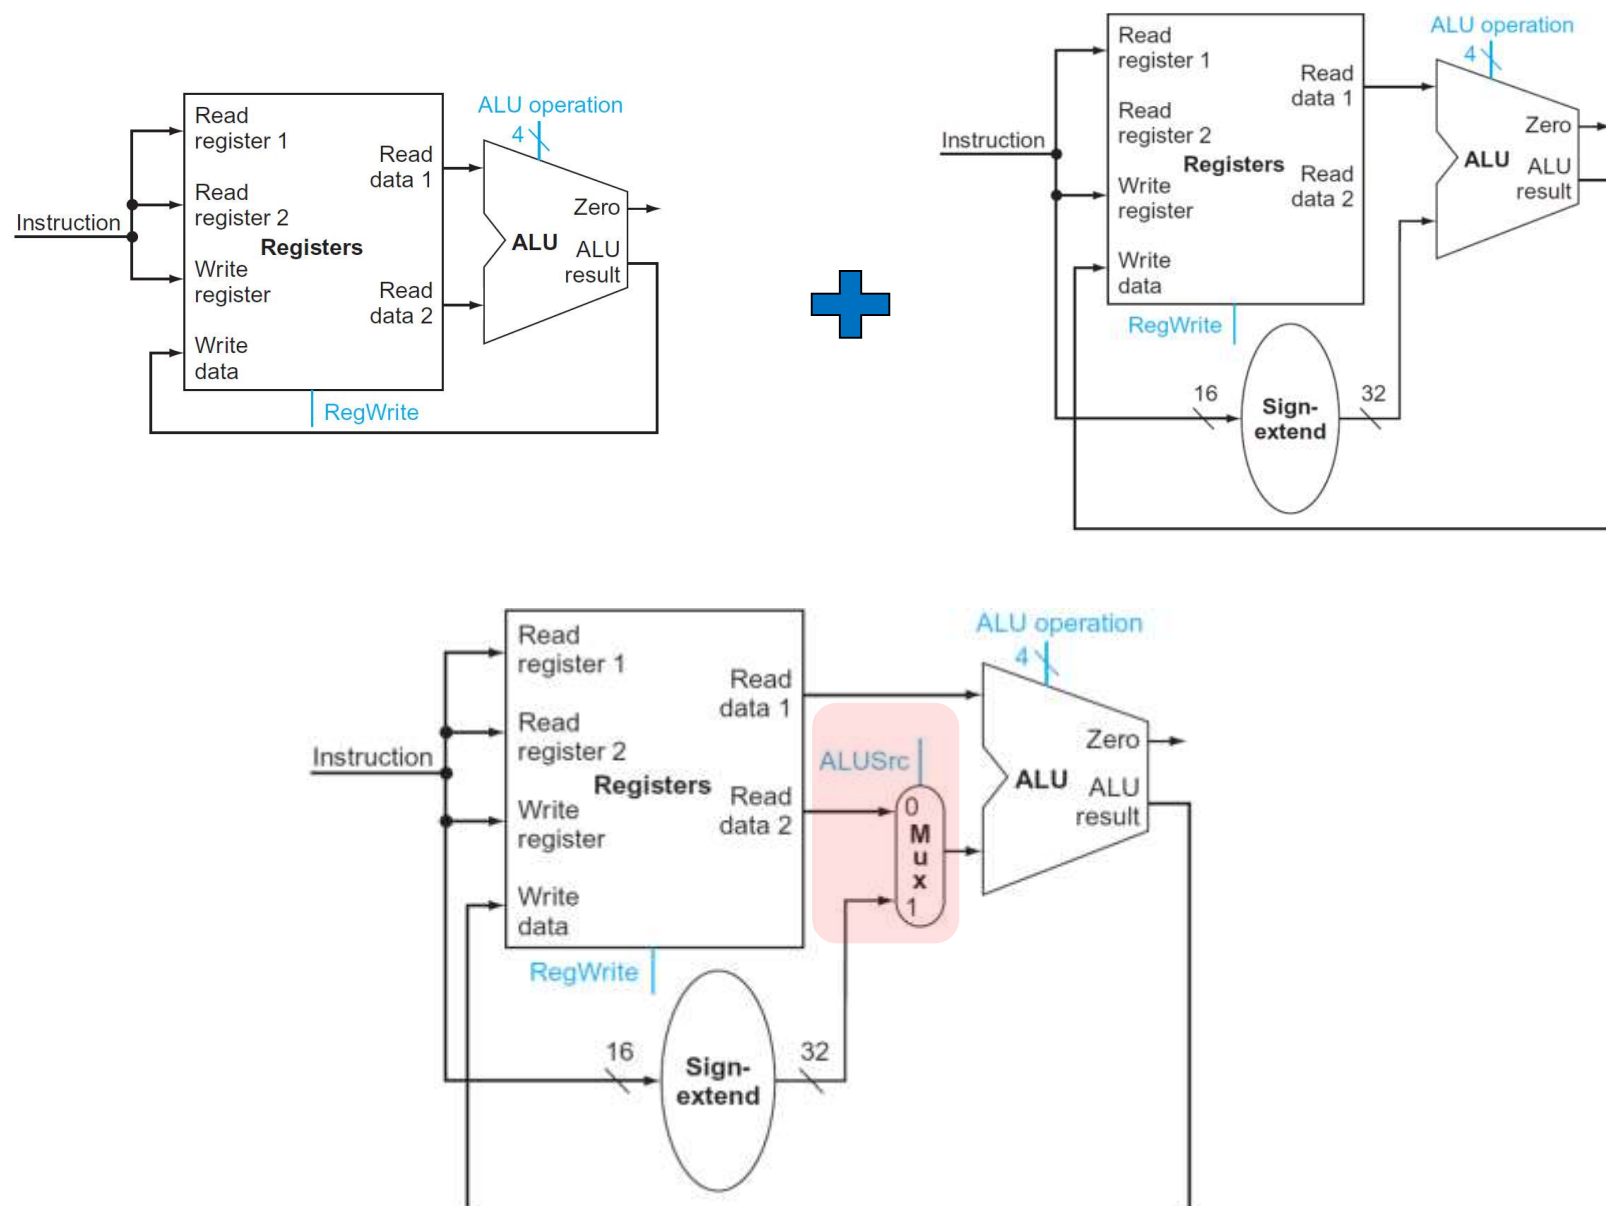 ALU operation
4
Read
register 1
Read
data 1
Read
register 2
Zero
Instruction
Registers
ALU
ALU
result
Write
register
Read
data 2
Write
data
RegWrite
ALU operation
4
Read
register 1
Read
data 1
Read
register 2
Zero
Instruction
Registers
ALU
ALU
result
Read
data 2
Write
register
Write
data
RegWrite
16
Sign-
extend
32
ALU operation
4
Read
register 1
Read
data 1
Read
register 2
Zero
Instruction
ALUSrc
Registers
ALU
ALU
result
Read
data 2
0
M
u
x
1
Write
register
Write
data
RegWrite
16
Sign-
extend
32